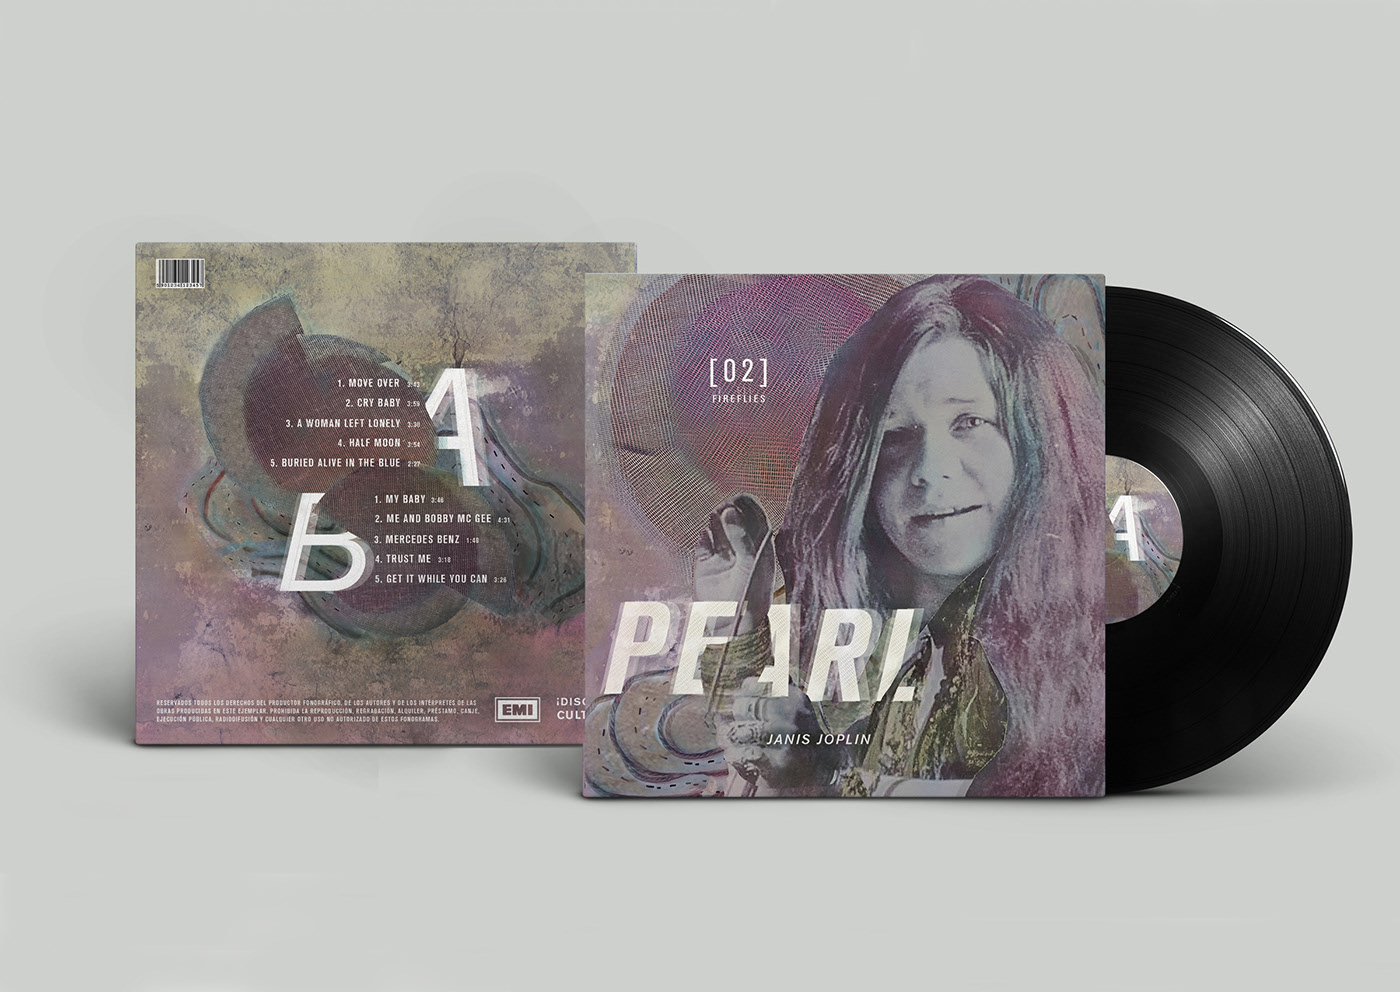 1. MOVE OVER 3:43
2. CRY BABY 3:59
3. A WOMAN LEFT LONELY 3:30
4. HALF MOON 3:54
5. BURIED ALIVE IN THE BLUE 2:27
A
B
1. MY BABY 3:46
2. ME AND BOBBY MC GEE 4:31
3. MERCEDES BENZ 1:48
4. TRUST ME 3:18
5. GET IT WHILE YOU CAN 3:26
RESERVADOS TODOS LOS DERECHOS DEL PRODUCTOR FONOGRÁFICO, DE LOS AUTORES Y DE LOS INTÉRPRETES DE LAS
OBRAS PRODUCIDAS EN ESTE EJEMPLAR. PROHIBIDA LA REPRODUCCIÓN, REGRABACIÓN, ALQUILER, PRÉSTAMO, CANJE,
EJECUCIÓN PÚBLICA, RADIODIFUSIÓN Y CUALQUIER OTRO USO NO AUTORIZADO DE ESTOS FONOGRAMAS.
EMI
¡DISC
CULT
[02]
FIREFLIES
PEARL
JANIS JOPLIN
A